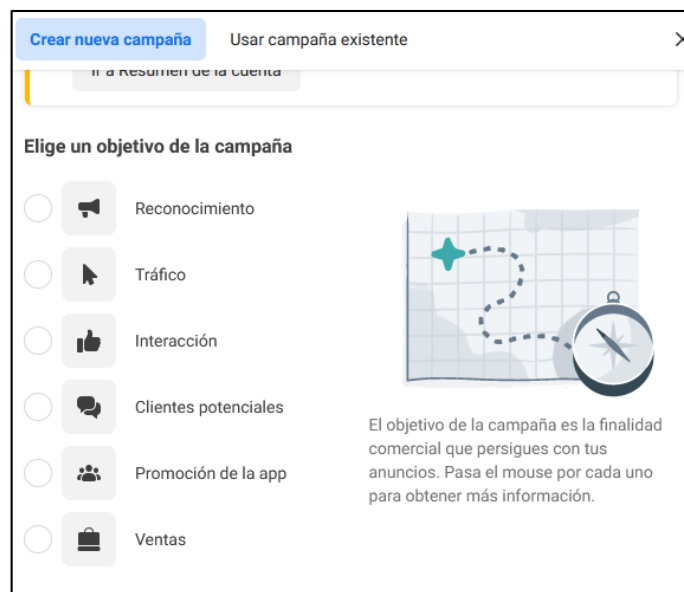 Crear nueva campaña
Usar campaña existente
Ir a Resumen de la cuenta
Elige un objetivo de la campaña
Reconocimiento
Tráfico
Interacción
Clientes potenciales
Promoción de la app
Ventas
El objetivo de la campaña es la finalidad
comercial que persigues con tus
anuncios. Pasa el mouse por cada uno
para obtener más información.